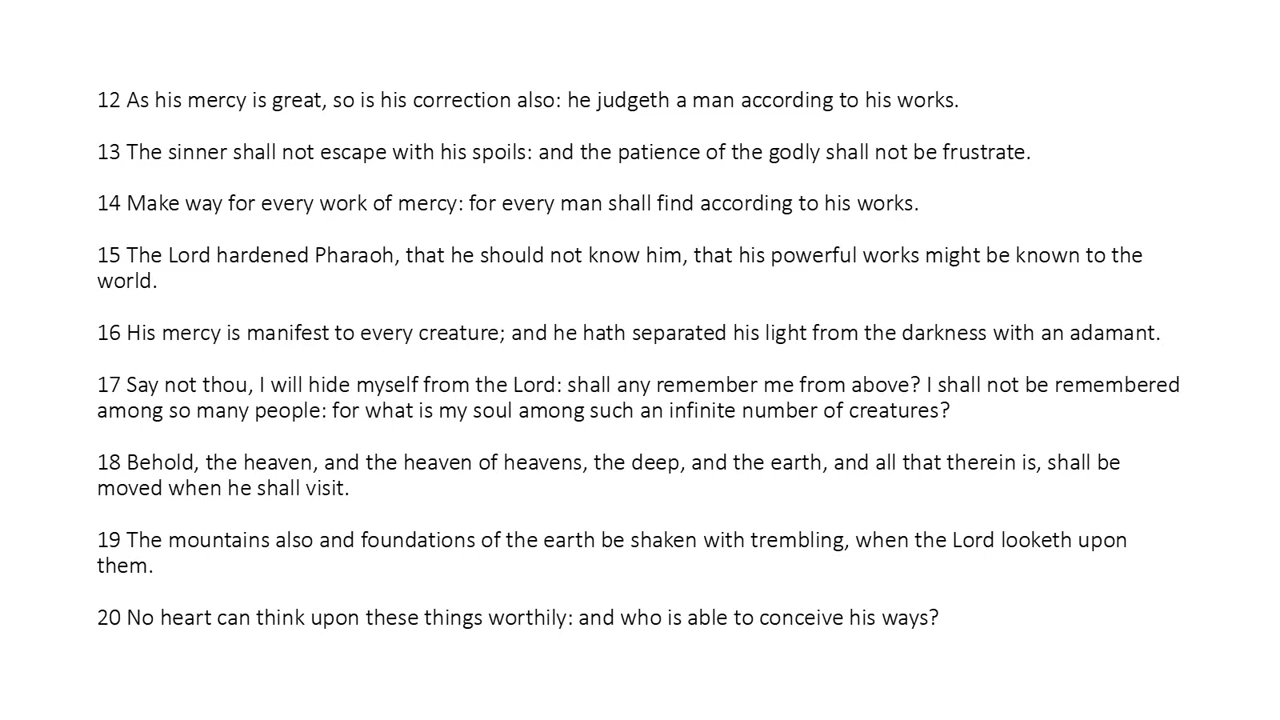 12 As his mercy is great, so is his correction also: he judgeth a man according to his works.
13 The sinner shall not escape with his spoils: and the patience of the godly shall not be frustrate.
14 Make way for every work of mercy: for every man shall find according to his works.
15 The Lord hardened Pharaoh, that he should not know him, that his powerful works might be known to the
world.
16 His mercy is manifest to every creature; and he hath separated his light from the darkness with an adamant.
17 Say not thou, I will hide myself from the Lord: shall any remember me from above? I shall not be remembered
among so many people: for what is my soul among such an infinite number of creatures?
18 Behold, the heaven, and the heaven of heavens, the deep, and the earth, and all that therein is, shall be
moved when he shall visit.
19 The mountains also and foundations of the earth be shaken with trembling, when the Lord looketh upon
them.
20 No heart can think upon these things worthily: and who is able to conceive his ways?